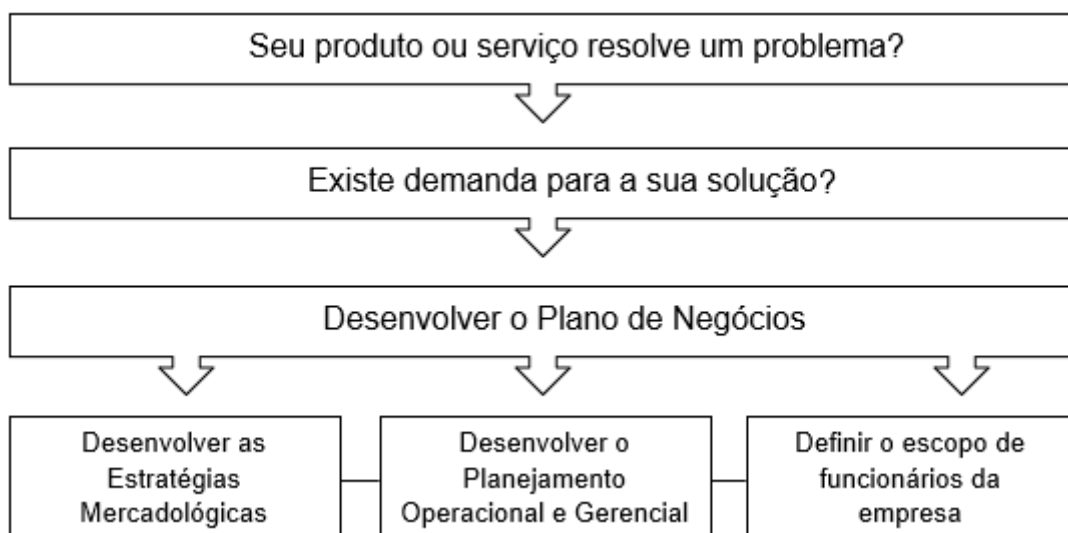 Seu produto ou serviço resolve um problema?
Existe demanda para a sua solução?
Desenvolver o Plano de Negócios
Desenvolver as
Estratégias
Mercadológicas
Desenvolver o
Planejamento
Operacional e Gerencial
Definir o escopo de
funcionários da
empresa